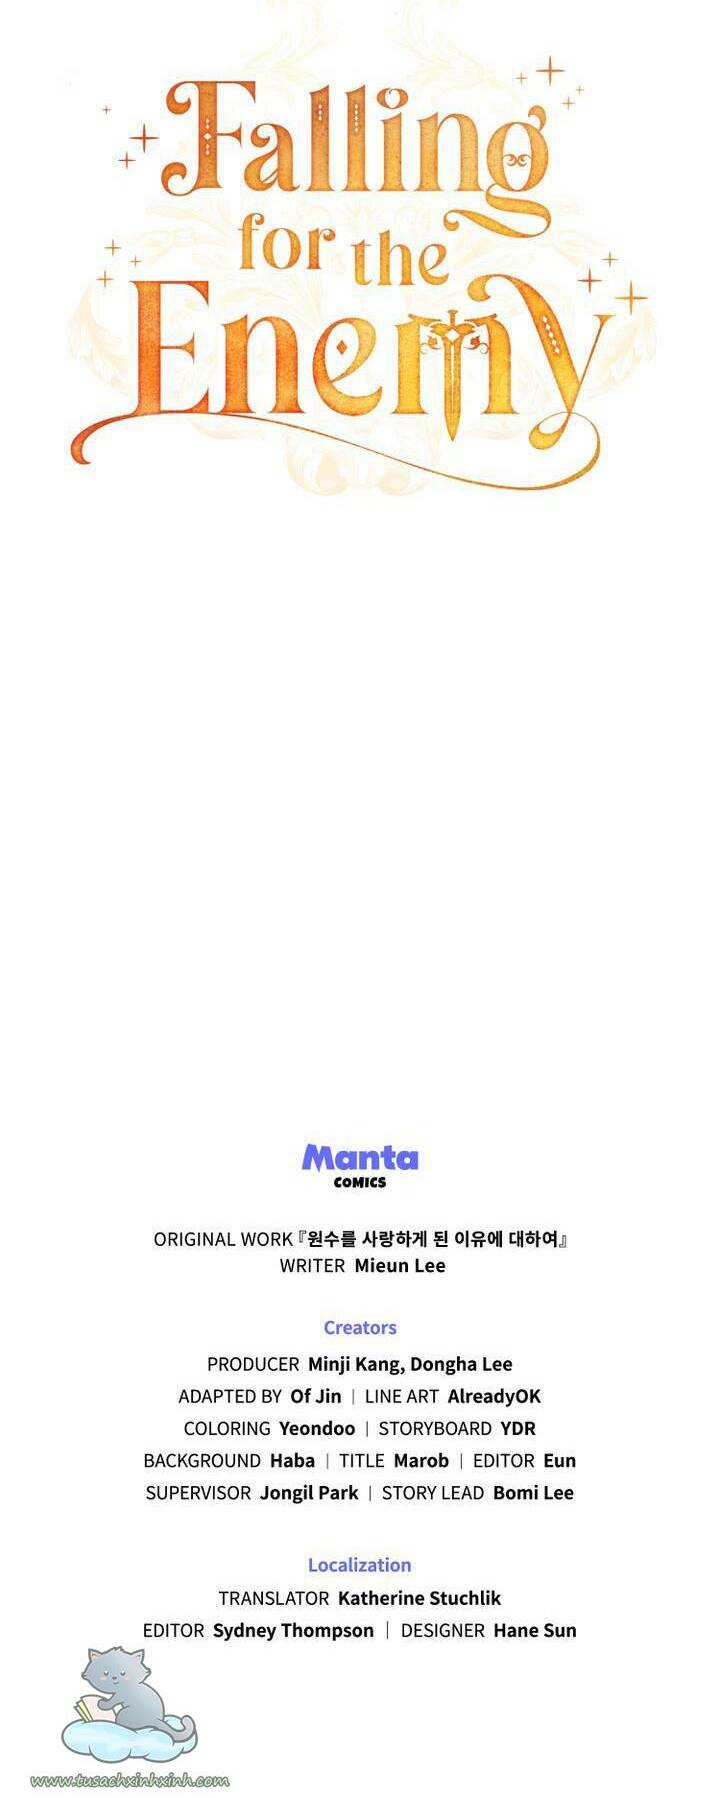 Falling
for the
Enemy
Manta
COMICS
ORIGINAL WORK 『원수를 사랑하게 된 이유에 대하여』
WRITER Mieun Lee
Creators
PRODUCER Minji Kang, Dongha Lee
ADAPTED BY Of Jin | LINE ART AlreadyOK
COLORING Yeondoo | STORYBOARD YDR
BACKGROUND Haba | TITLE Marob | EDITOR Eun
SUPERVISOR Jongil Park | STORY LEAD Bomi Lee
Localization
TRANSLATOR Katherine Stuchlik
EDITOR Sydney Thompson | DESIGNER Hane Sun
www.tusachxinhxinh.com